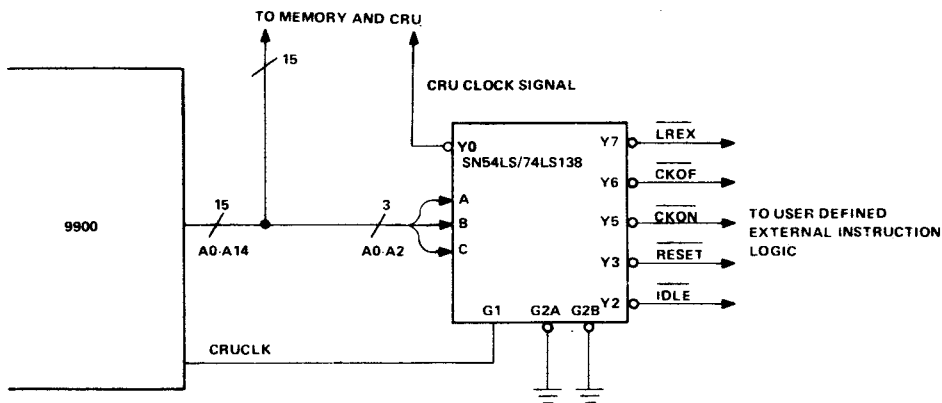 TO MEMORY AND CRU
15
CRU CLOCK SIGNAL
Y0
SN54LS/74LS138
Y7
LREX
Y6
CKOF
A
B
C
Y5
CKON
Y3
RESET
Y2
IDLE
TO USER DEFINED
EXTERNAL INSTRUCTION
LOGIC
9900
15
A0-A14
3
A0-A2
G1
G2A
G2B
CRUCLK